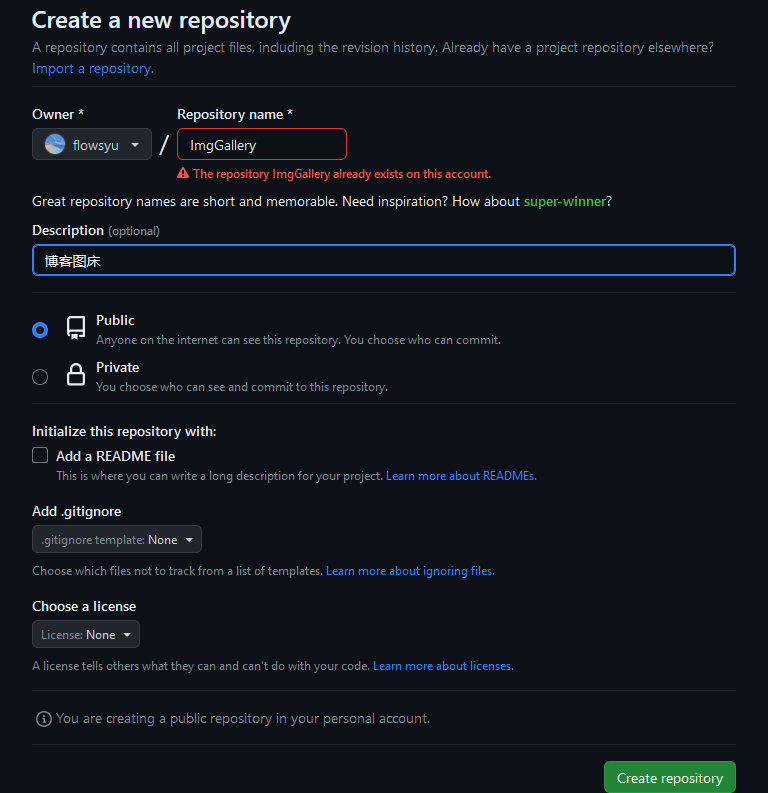 Create a new repository
A repository contains all project files, including the revision history. Already have a project repository elsewhere?
Import a repository.
Owner *
Repository name *
flowsyu
/
ImgGallery
The repository ImgGallery already exists on this account.
Great repository names are short and memorable. Need inspiration? How about super-winner?
Description (optional)
博客图床
Public
Anyone on the internet can see this repository. You choose who can commit.
Private
You choose who can see and commit to this repository.
Initialize this repository with:
Add a README file
This is where you can write a long description for your project. Learn more about READMEs.
Add .gitignore
.gitignore template: None
Choose which files not to track from a list of templates. Learn more about ignoring files.
Choose a license
License: None
A license tells others what they can and can't do with your code. Learn more about licenses.
You are creating a public repository in your personal account.
Create repository